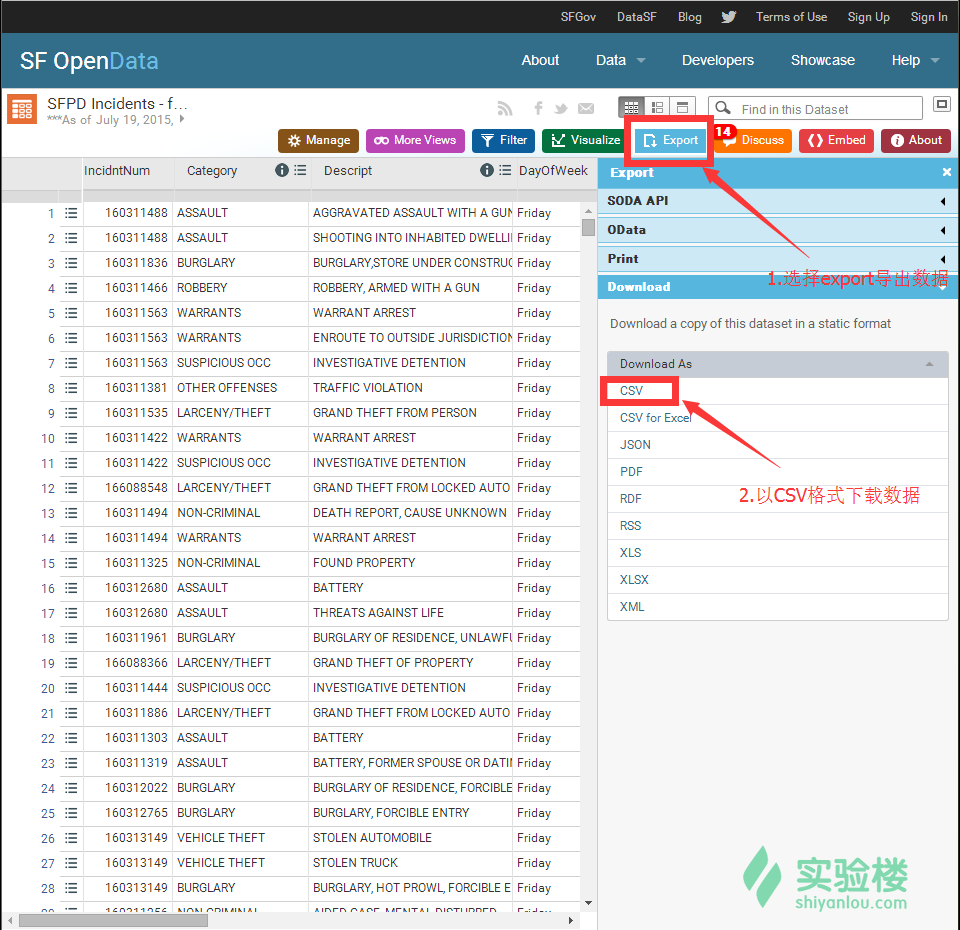 SFGov DataSF Blog Terms of Use Sign Up Sign In
SF OpenData About Data Developers Showcase Help
SFPD Incidents - f...
***As of July 19, 2015,
Find in this Dataset
Manage More Views Filter Visualize Export 14 Discuss Embed About
IncidntNum Category Descript DayOfWeek
1 160311488 ASSAULT AGGRAVATED ASSAULT WITH A GUN Friday
2 160311488 ASSAULT SHOOTING INTO INHABITED DWELLI Friday
3 160311836 BURGLARY BURGLARY,STORE UNDER CONSTRUC Friday
4 160311466 ROBBERY ROBBERY, ARMED WITH A GUN Friday
5 160311563 WARRANTS WARRANT ARREST Friday
6 160311563 WARRANTS ENROUTE TO OUTSIDE JURISDICTION Friday
7 160311563 SUSPICIOUS OCC INVESTIGATIVE DETENTION Friday
8 160311381 OTHER OFFENSES TRAFFIC VIOLATION Friday
9 160311535 LARCENY/THEFT GRAND THEFT FROM PERSON Friday
10 160311422 WARRANTS WARRANT ARREST Friday
11 160311422 SUSPICIOUS OCC INVESTIGATIVE DETENTION Friday
12 166088548 LARCENY/THEFT GRAND THEFT FROM LOCKED AUTO Friday
13 160311494 NON-CRIMINAL DEATH REPORT, CAUSE UNKNOWN Friday
14 160311494 WARRANTS WARRANT ARREST Friday
15 160311325 NON-CRIMINAL FOUND PROPERTY Friday
16 160312680 ASSAULT BATTERY Friday
17 160312680 ASSAULT THREATS AGAINST LIFE Friday
18 160311961 BURGLARY BURGLARY OF RESIDENCE, UNLAWFU Friday
19 166088366 LARCENY/THEFT GRAND THEFT OF PROPERTY Friday
20 160311444 SUSPICIOUS OCC INVESTIGATIVE DETENTION Friday
21 160311886 LARCENY/THEFT GRAND THEFT FROM LOCKED AUTO Friday
22 160311303 ASSAULT BATTERY Friday
23 160311319 ASSAULT BATTERY, FORMER SPOUSE OR DATIN Friday
24 160312022 BURGLARY BURGLARY OF RESIDENCE, FORCIBLE Friday
25 160312765 BURGLARY BURGLARY, FORCIBLE ENTRY Friday
26 160313149 VEHICLE THEFT STOLEN AUTOMOBILE Friday
27 160313149 VEHICLE THEFT STOLEN TRUCK Friday
28 160313149 BURGLARY BURGLARY, HOT PROWL, FORCIBLE E Friday
Export
SODA API
OData
Print
1.选择export导出数据
Download
Download a copy of this dataset in a static format
Download As
CSV
CSV for Excel
JSON
PDF
2.以CSV格式下载数据
RDF
RSS
XLS
XLSX
XML
实验楼
shiyanlou.com